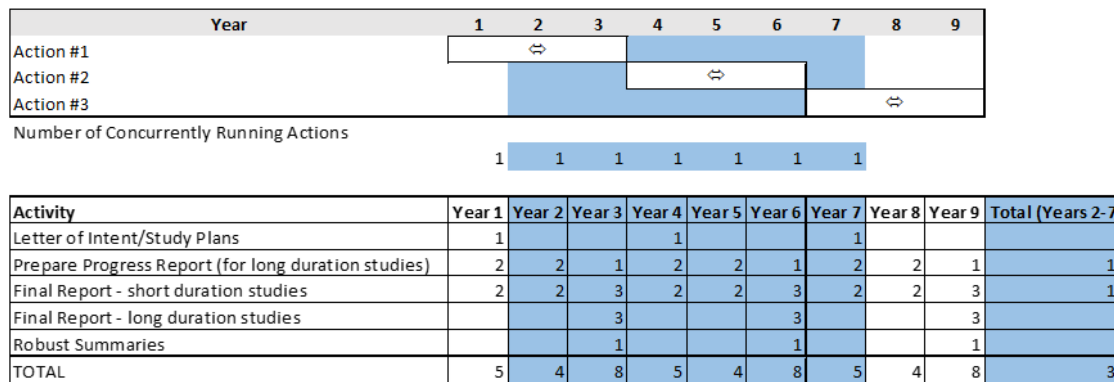 Year 1 2 3 4 5 6 7 8 9
Action #1 ⬄
Action #2 ⬄
Action #3 ⬄
Number of Concurrently Running Actions
1 1 1 1 1 1 1
Activity Year 1 Year 2 Year 3 Year 4 Year 5 Year 6 Year 7 Year 8 Year 9 Total (Years 2-7
Letter of Intent/Study Plans 1 1 1
Prepare Progress Report (for long duration studies) 2 2 1 2 2 1 2 2 1 1
Final Report - short duration studies 2 2 3 2 2 3 2 2 3 1
Final Report - long duration studies 3 3 3
Robust Summaries 1 1 1
TOTAL 5 4 8 5 4 8 5 4 8 3